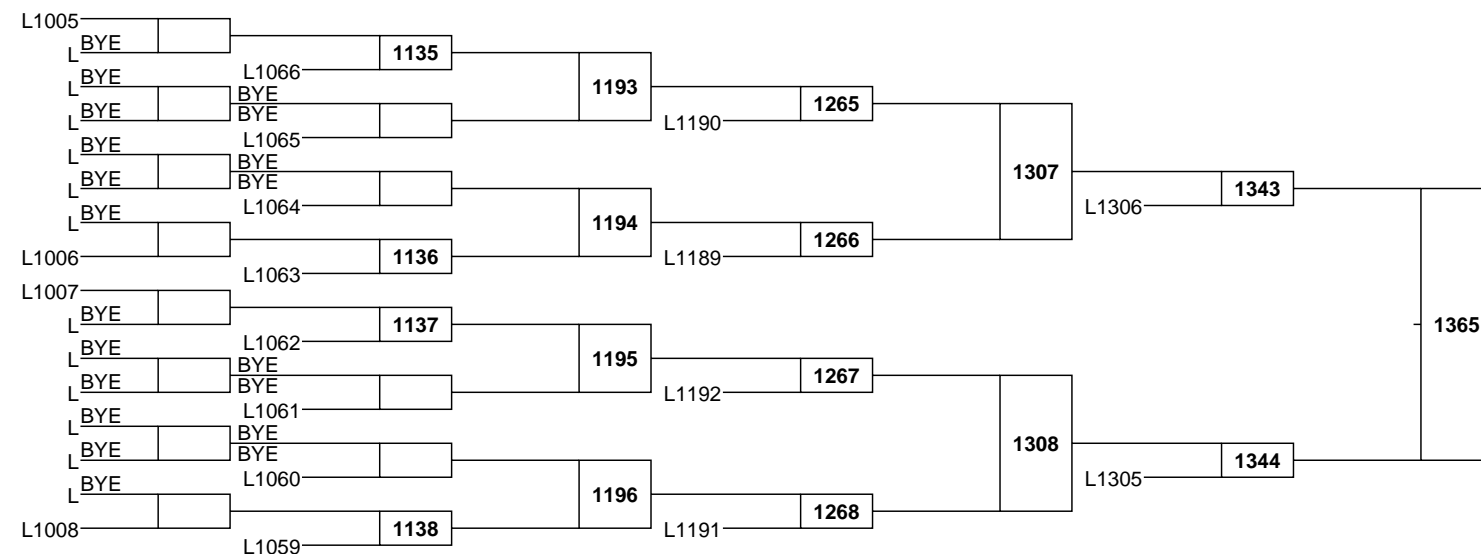 L1005
BYE
L
1135
L1066
BYE
L
1193
BYE
BYE
BYE
L
1265
L1065
L1190
BYE
L
BYE
BYE
BYE
L
1307
L1064
1343
BYE
L
L1306
1194
1266
L1006
1136
L1189
L1063
L1007
BYE
L
1137
1365
L1062
BYE
L
1195
BYE
BYE
BYE
L
1267
L1061
L1192
BYE
L
BYE
BYE
BYE
L
1308
L1060
1344
BYE
L
L1305
1196
1268
L1008
1138
L1191
L1059